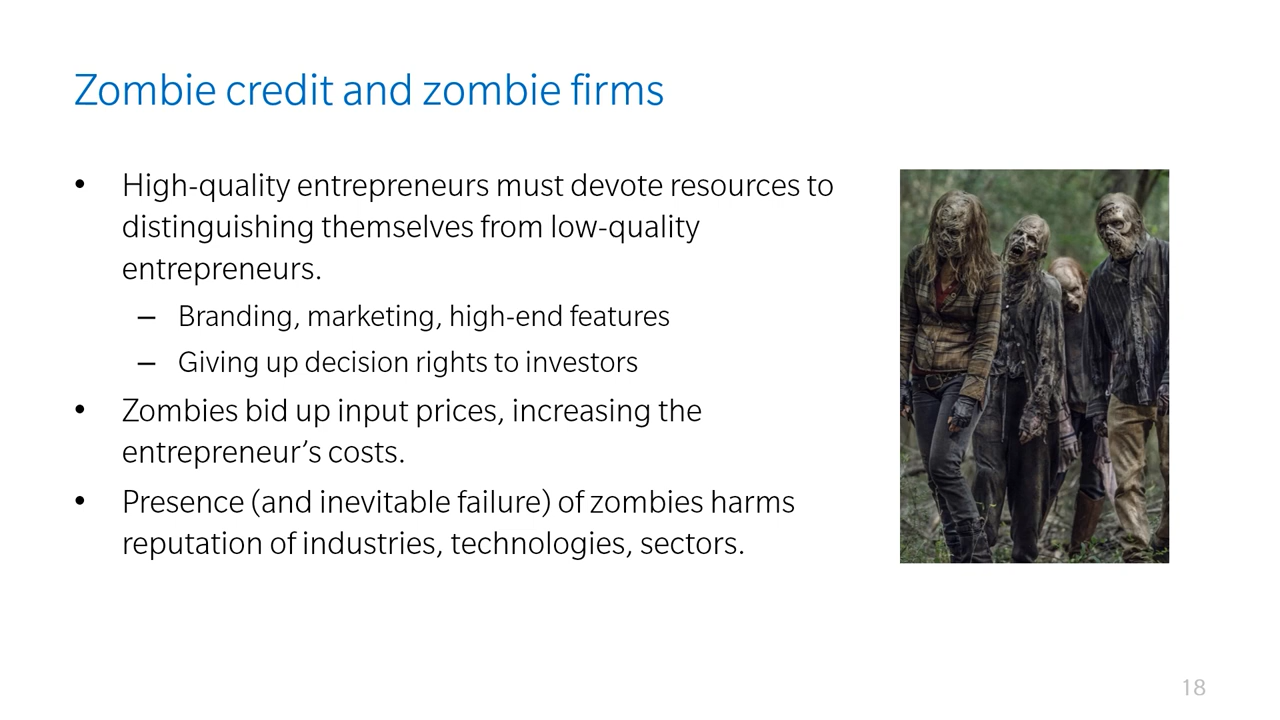 Zombie credit and zombie firms
• High-quality entrepreneurs must devote resources to
distinguishing themselves from low-quality
entrepreneurs.
– Branding, marketing, high-end features
– Giving up decision rights to investors
• Zombies bid up input prices, increasing the
entrepreneur’s costs.
• Presence (and inevitable failure) of zombies harms
reputation of industries, technologies, sectors.
18